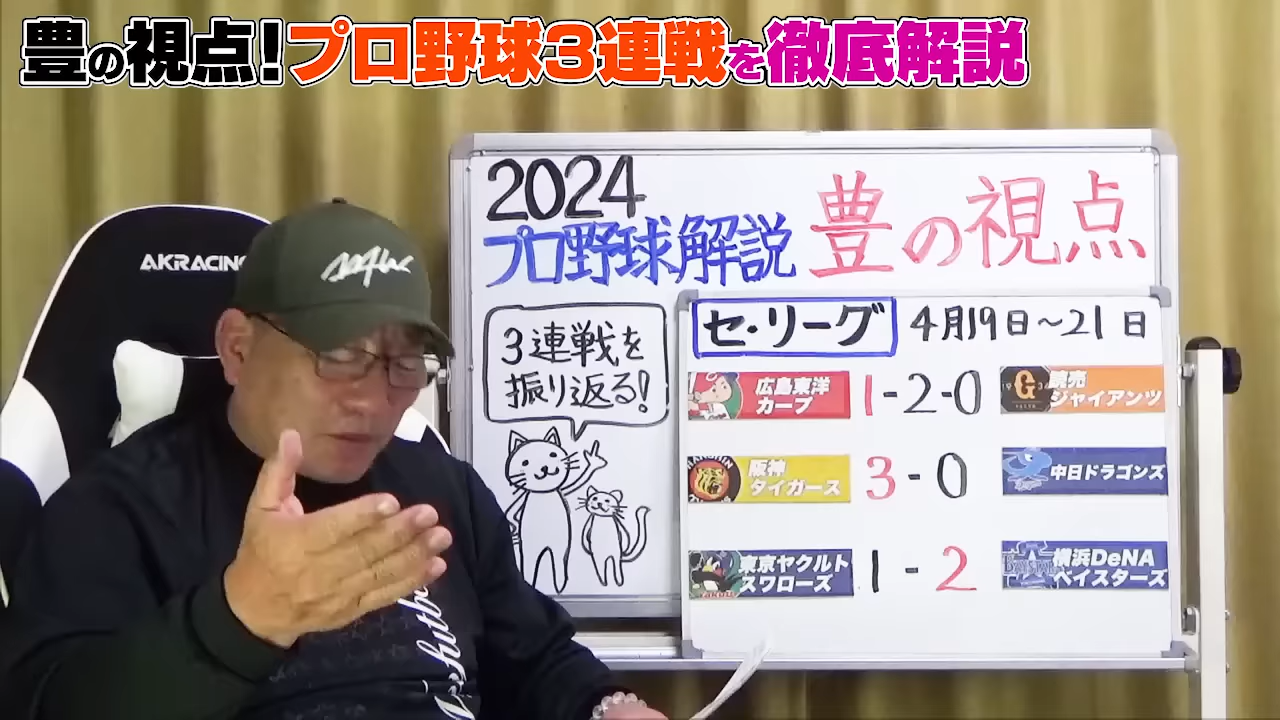 豊の視点!プロ野球3連戦を徹底解説
AKRACING
2024
プロ野球解説 豊の視点
3連戦を
振り返る!
セ・リーグ 4月19日~21日
広島東洋
カープ
1-2-0
読売
ジャイアンツ
阪神
タイガース
3-0
中日ドラゴンズ
東京ヤクルト
スワローズ
1-2
横浜DeNA
ベイスターズ